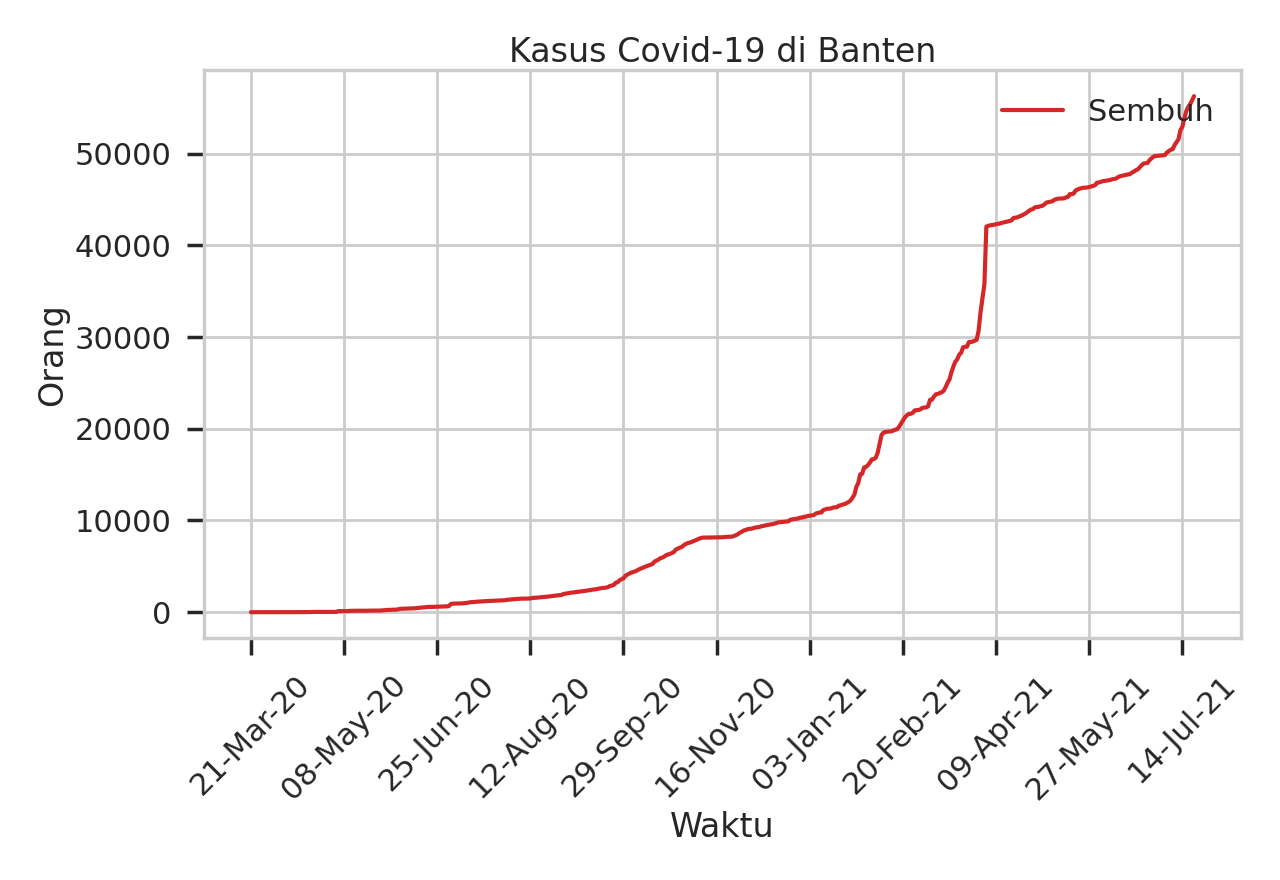 Kasus Covid-19 di Banten
Sembuh
Orang
50000
40000
30000
20000
10000
0
21-Mar-20
08-May-20
25-Jun-20
12-Aug-20
29-Sep-20
16-Nov-20
03-Jan-21
20-Feb-21
09-Apr-21
27-May-21
14-Jul-21
Waktu